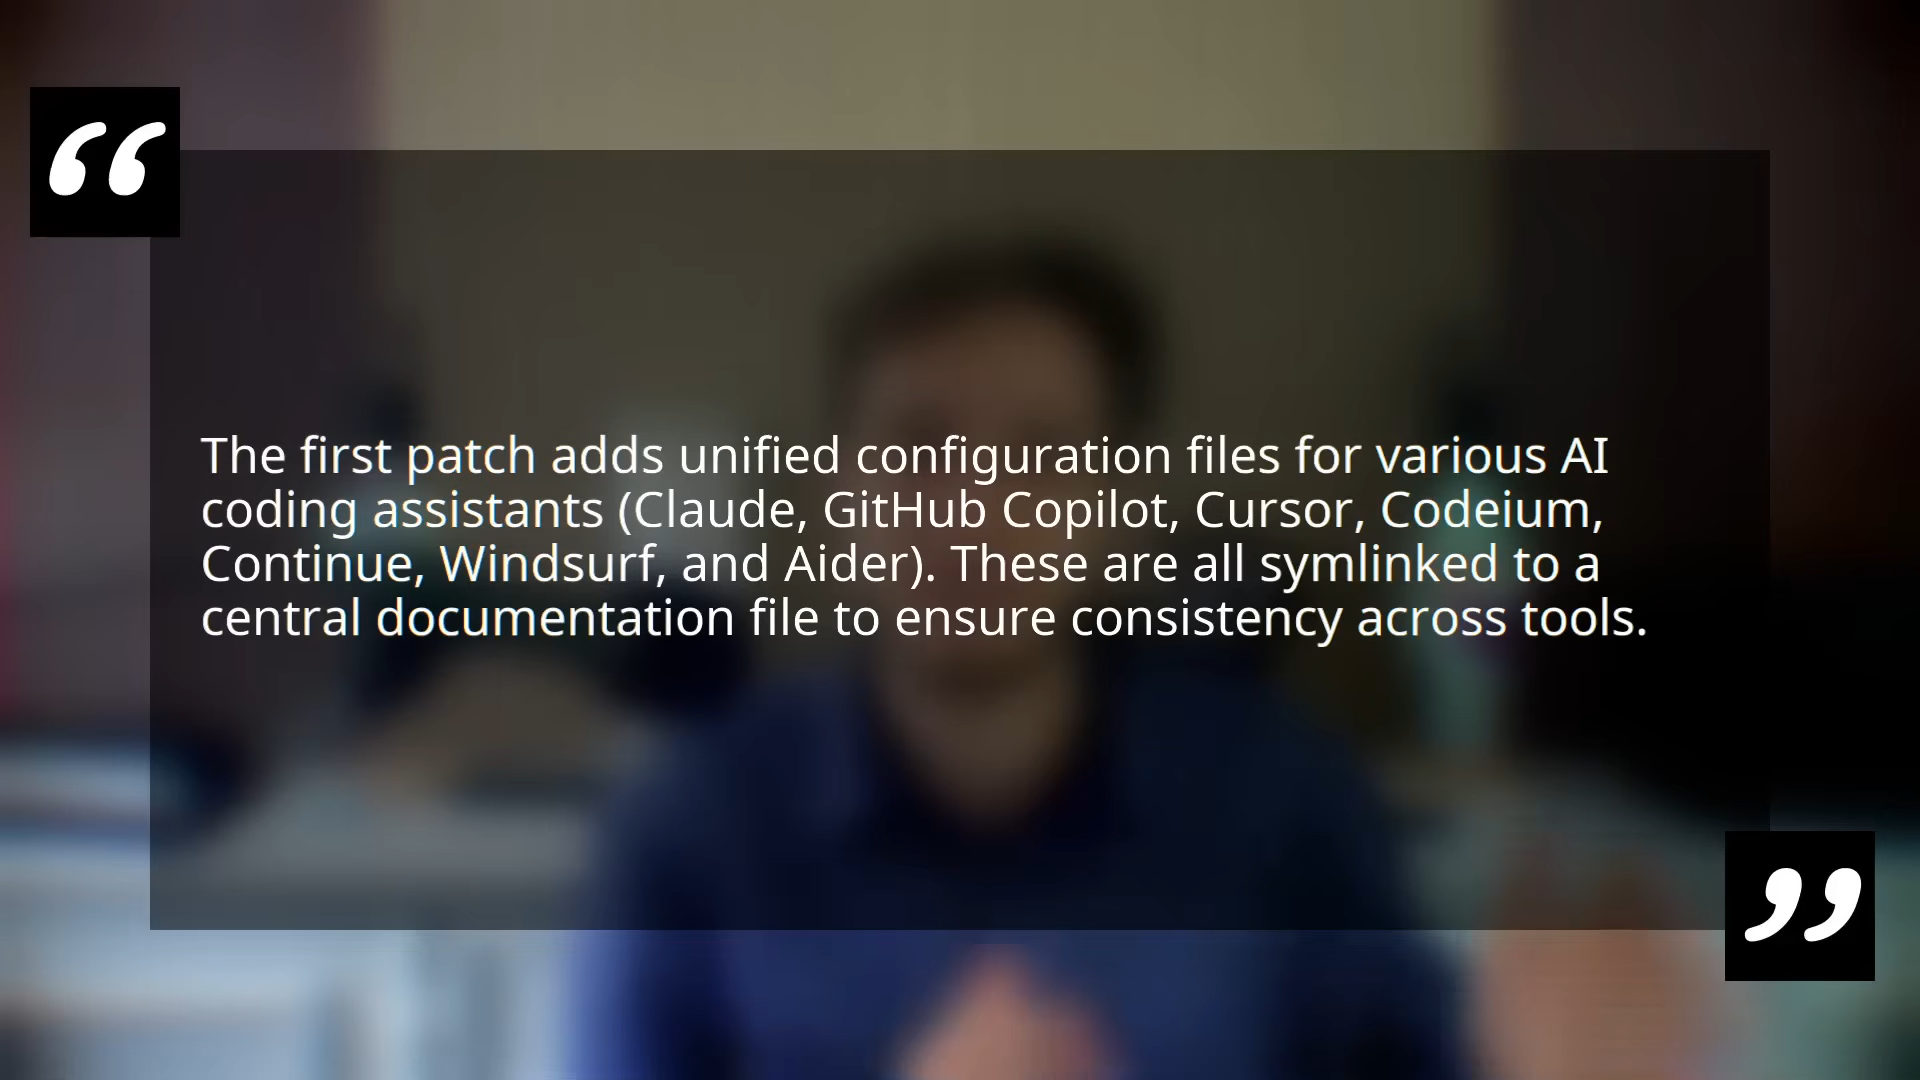 “
The first patch adds unified configuration files for various AI
coding assistants (Claude, GitHub Copilot, Cursor, Codeium,
Continue, Windsurf, and Aider). These are all symlinked to a
central documentation file to ensure consistency across tools.
”